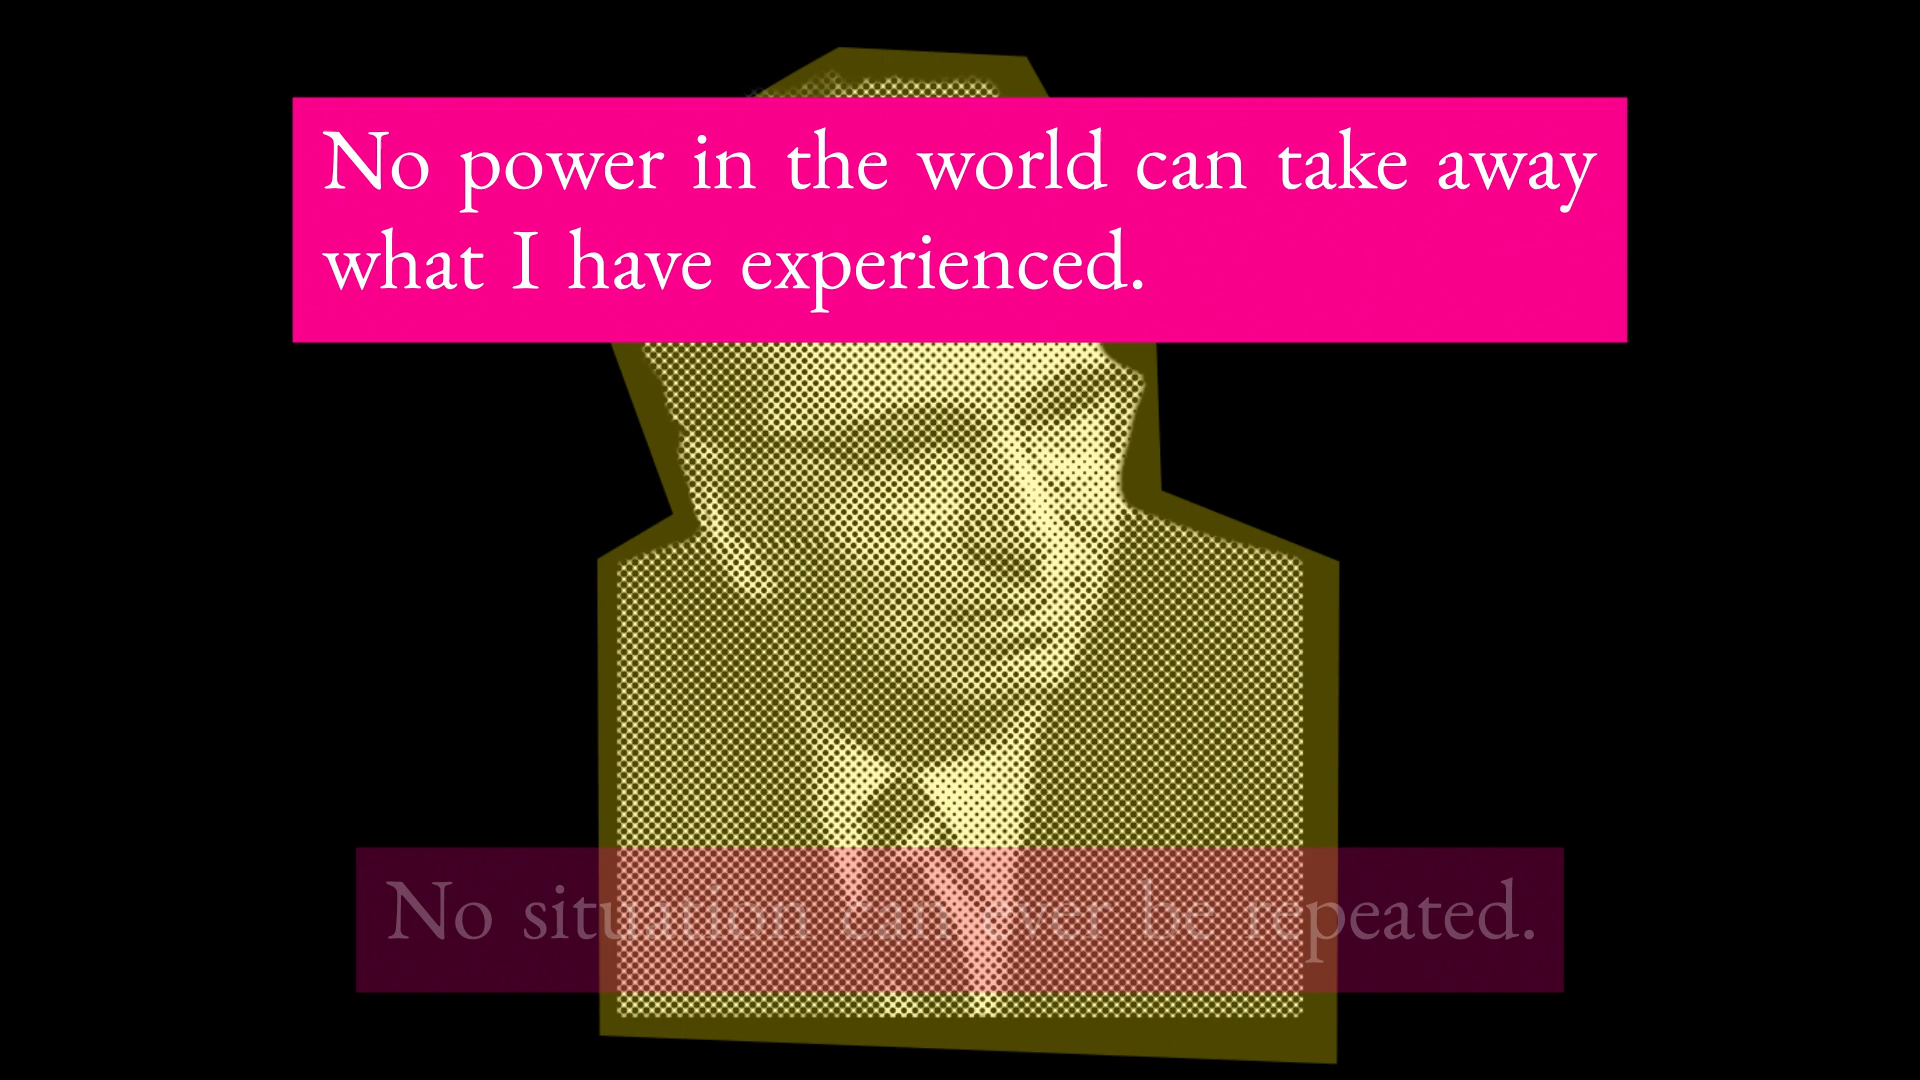 No power in the world can take away
what I have experienced.
No situation can ever be repeated.